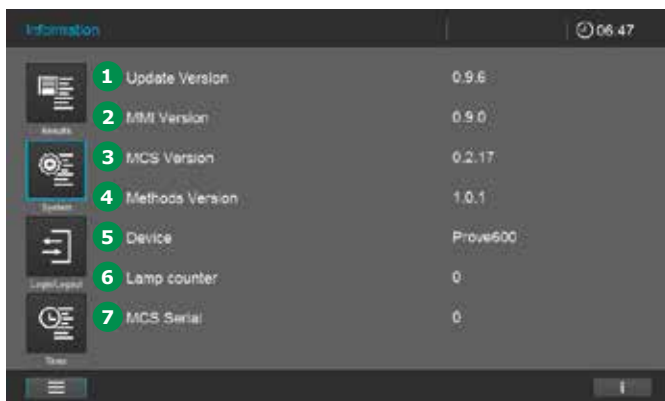 Information 06:47
1 Update Version 0.9.6
2 MMI Version 0.9.0
Results
3 MCS Version 0.2.17
4 Methods Version 1.0.1
System
5 Device Prove600
6 Lamp counter 0
Login/Logout
7 MCS Serial 0
Timer